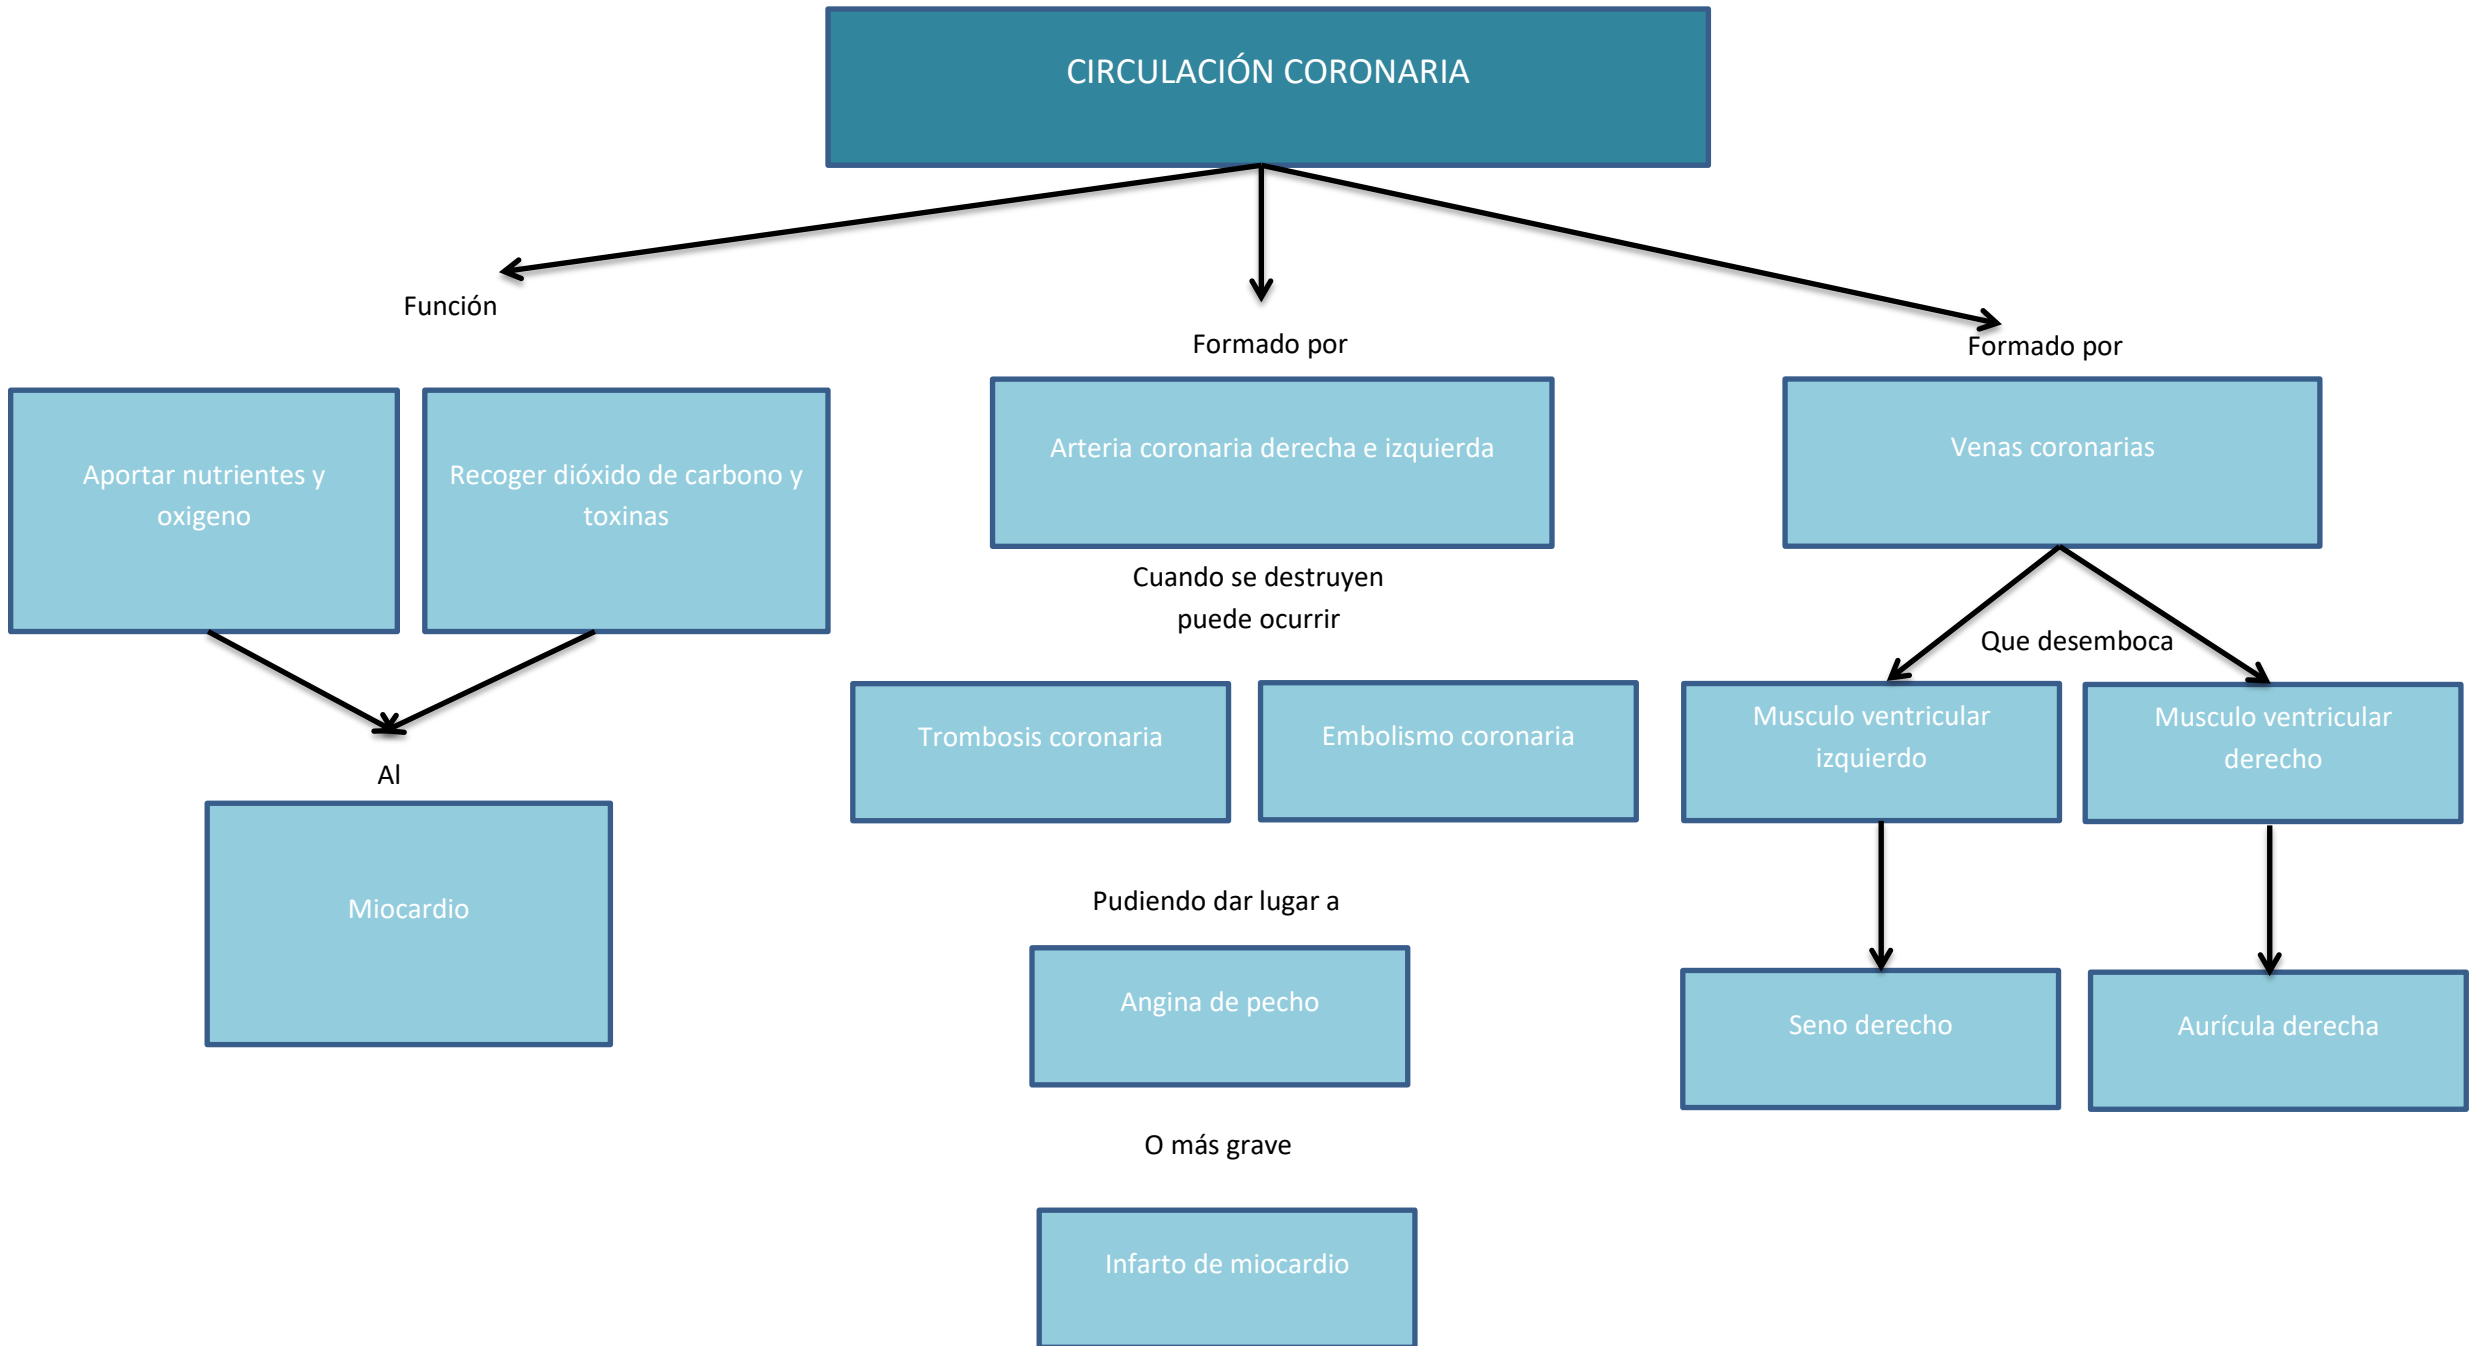 CIRCULACIÓN CORONARIA
Función
Aportar nutrientes y
oxigeno
Recoger dióxido de carbono y
toxinas
Al
Miocardio
Formado por
Arteria coronaria derecha e izquierda
Cuando se destruyen
puede ocurrir
Trombosis coronaria
Embolismo coronaria
Pudiendo dar lugar a
Angina de pecho
O más grave
Infarto de miocardio
Formado por
Venas coronarias
Que desemboca
Musculo ventricular
izquierdo
Musculo ventricular
derecho
Seno derecho
Aurícula derecha